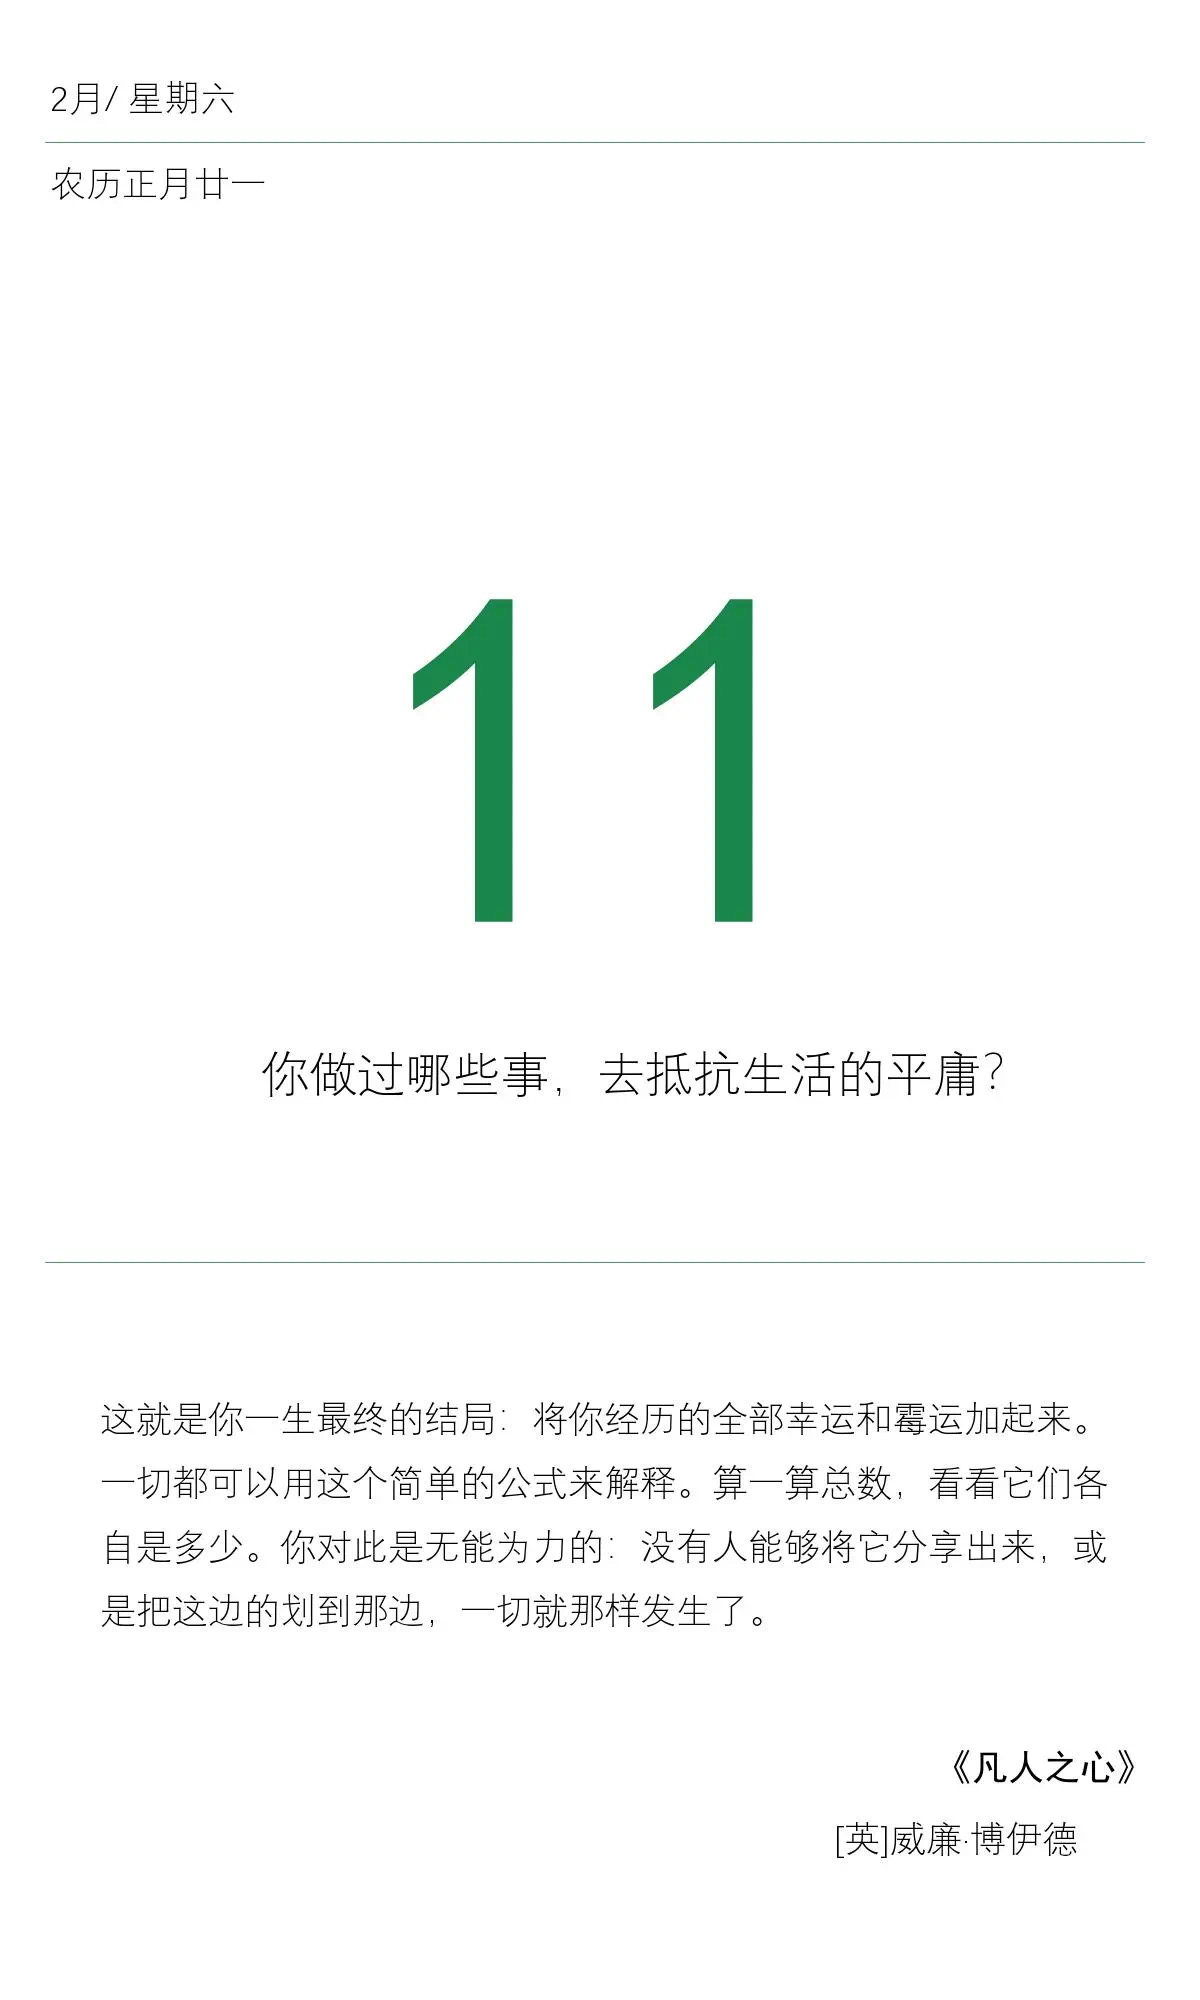 2月/ 星期六
农历正月廿一
11
你做过哪些事，去抵抗生活的平庸？
这就是你一生最终的结局：将你经历的全部幸运和霉运加起来。
一切都可以用这个简单的公式来解释。算一算总数，看看它们各
自是多少。你对此是无能为力的：没有人能够将它分享出来，或
是把这边的划到那边，一切就那样发生了。
《凡人之心》
[英]威廉·博伊德